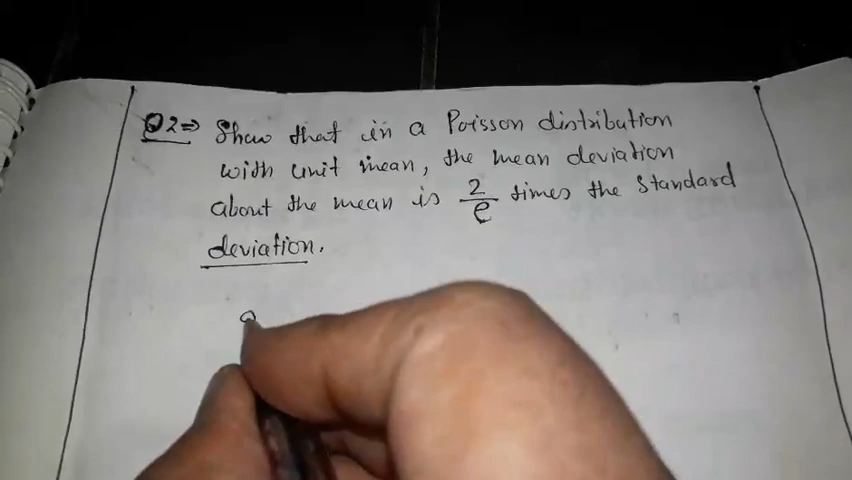 Q2⇒ Show that in a Poisson distribution
with unit mean, the mean deviation
about the mean is 2/e times the standard
deviation.